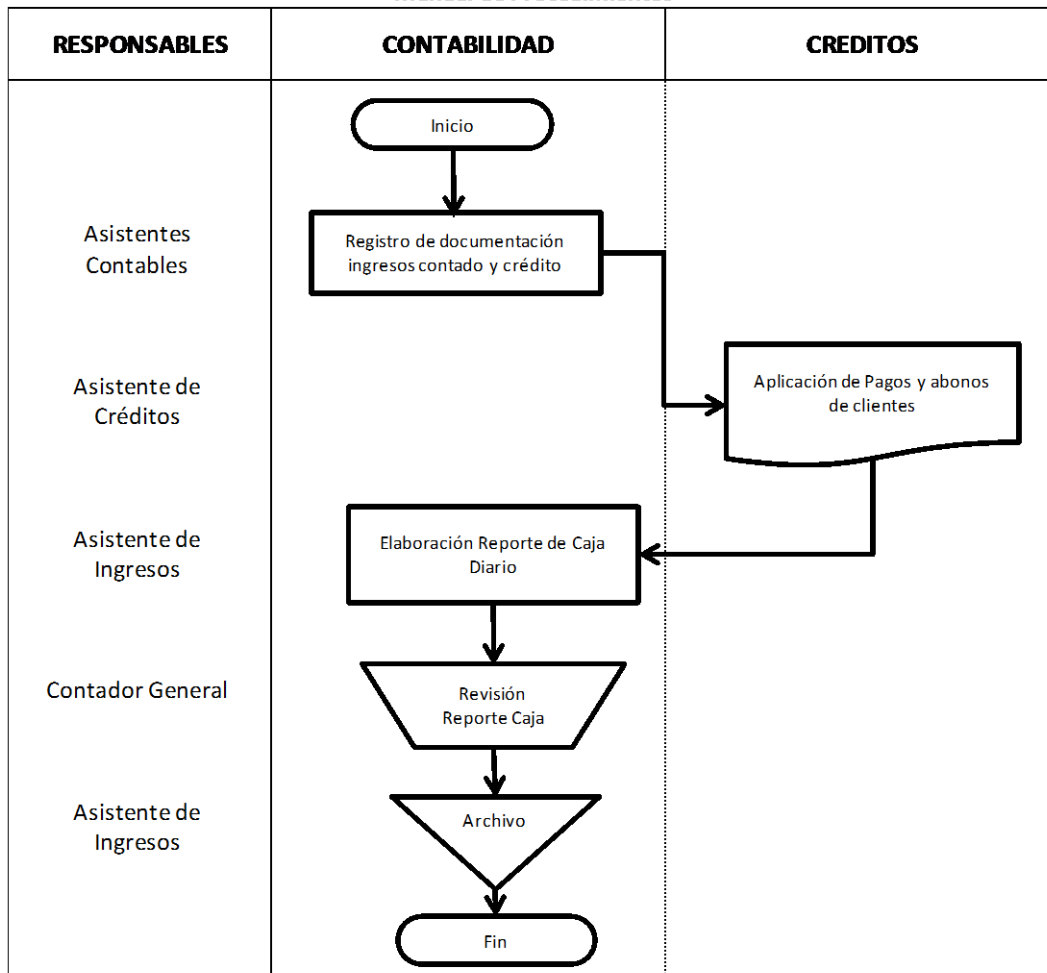 RESPONSABLES
CONTABILIDAD
CREDITOS
Inicio
Asistentes
Contables
Registro de documentación
ingresos contado y crédito
Asistente de
Créditos
Aplicación de Pagos y abonos
de clientes
Asistente de
Ingresos
Elaboración Reporte de Caja
Diario
Contador General
Revisión
Reporte Caja
Asistente de
Ingresos
Archivo
Fin